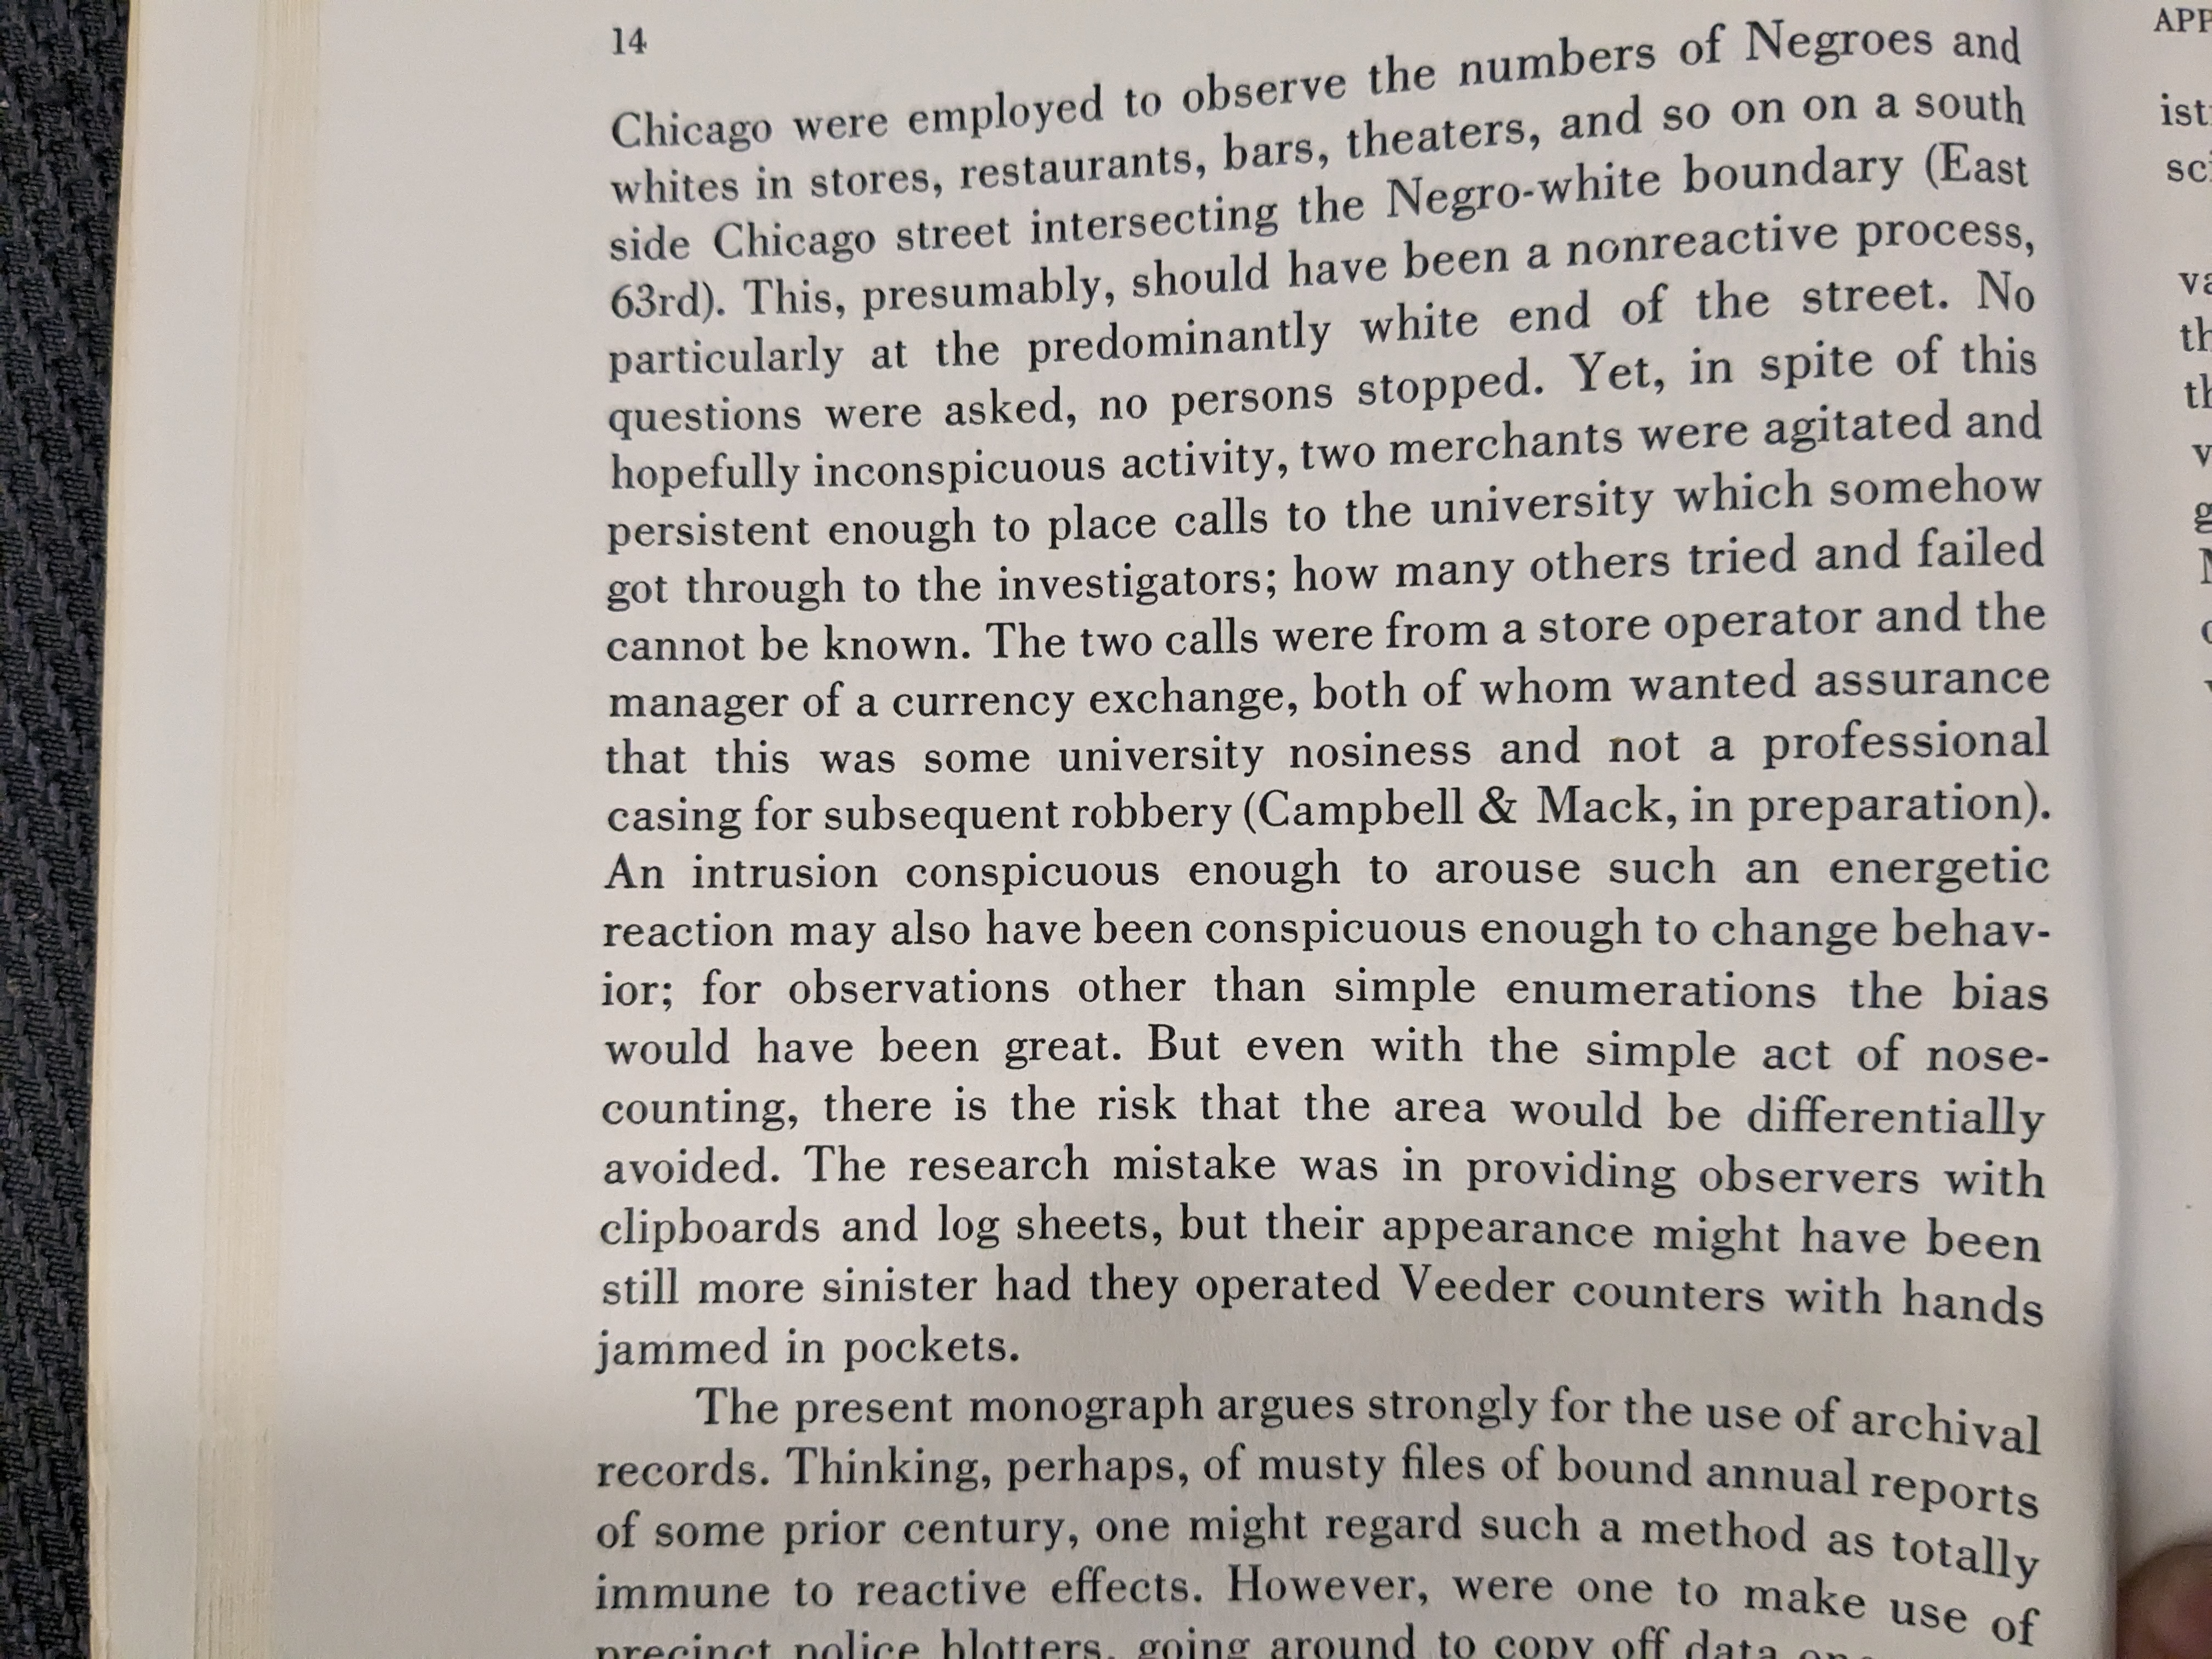 14
Chicago were employed to observe the numbers of Negroes and
whites in stores, restaurants, bars, theaters, and so on on a south
side Chicago street intersecting the Negro-white boundary (East
63rd). This, presumably, should have been a nonreactive process,
particularly at the predominantly white end of the street. No
questions were asked, no persons stopped. Yet, in spite of this
hopefully inconspicuous activity, two merchants were agitated and
persistent enough to place calls to the university which somehow
got through to the investigators; how many others tried and failed
cannot be known. The two calls were from a store operator and the
manager of a currency exchange, both of whom wanted assurance
that this was some university nosiness and not a professional
casing for subsequent robbery (Campbell & Mack, in preparation).
An intrusion conspicuous enough to arouse such an energetic
reaction may also have been conspicuous enough to change behav-
ior; for observations other than simple enumerations the bias
would have been great. But even with the simple act of nose-
counting, there is the risk that the area would be differentially
avoided. The research mistake was in providing observers with
clipboards and log sheets, but their appearance might have been
still more sinister had they operated Veeder counters with hands
jammed in pockets.
The present monograph argues strongly for the use of archival
records. Thinking, perhaps, of musty files of bound annual reports
of some prior century, one might regard such a method as totally
immune to reactive effects. However, were one to make use of
precinct police blotters, going around to copy off data